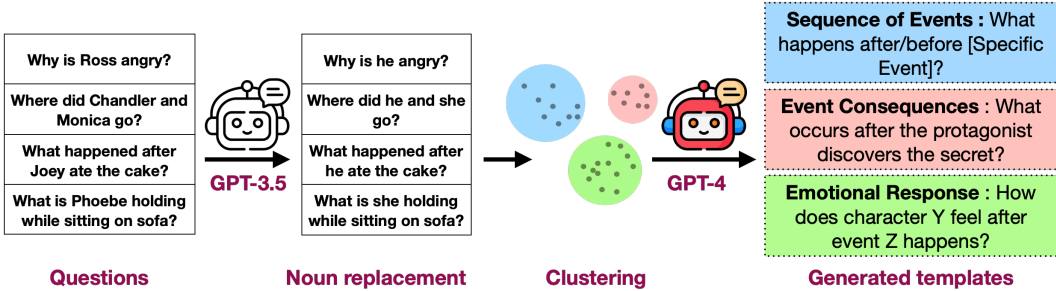 Why is Ross angry?
Where did Chandler and
Monica go?
What happened after
Joey ate the cake?
What is Phoebe holding
while sitting on sofa?
Questions
GPT-3.5
Why is he angry?
Where did he and she
go?
What happened after
he ate the cake?
What is she holding
while sitting on sofa?
Noun replacement
Clustering
GPT-4
Sequence of Events : What
happens after/before [Specific
Event]?
Event Consequences : What
occurs after the protagonist
discovers the secret?
Emotional Response : How
does character Y feel after
event Z happens?
Generated templates